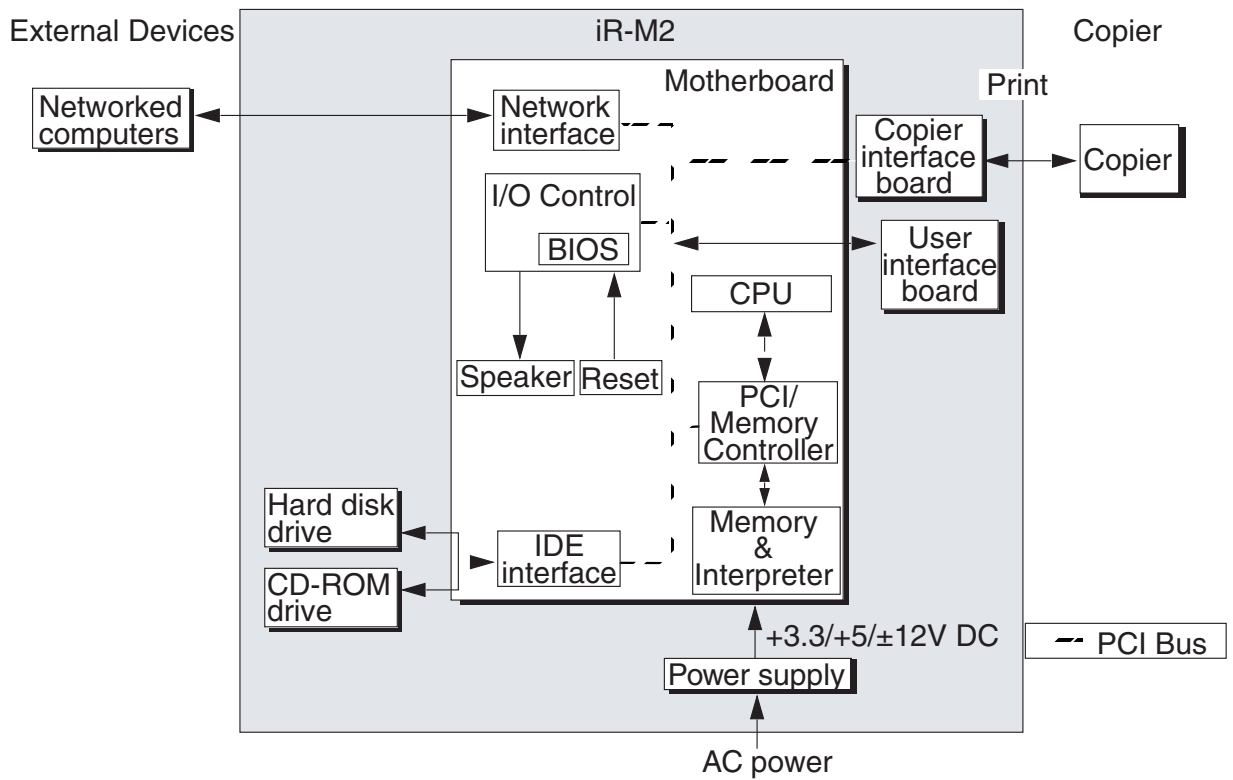 External Devices
iR-M2
Copier
Motherboard
Print
Networked
computers
Network
interface
Copier
interface
board
Copier
I/O Control
BIOS
User
interface
board
CPU
Speaker
Reset
PCI/
Memory
Controller
Hard disk
drive
IDE
interface
Memory
&
Interpreter
CD-ROM
drive
+3.3/+5/±12V DC
PCI Bus
Power supply
AC power